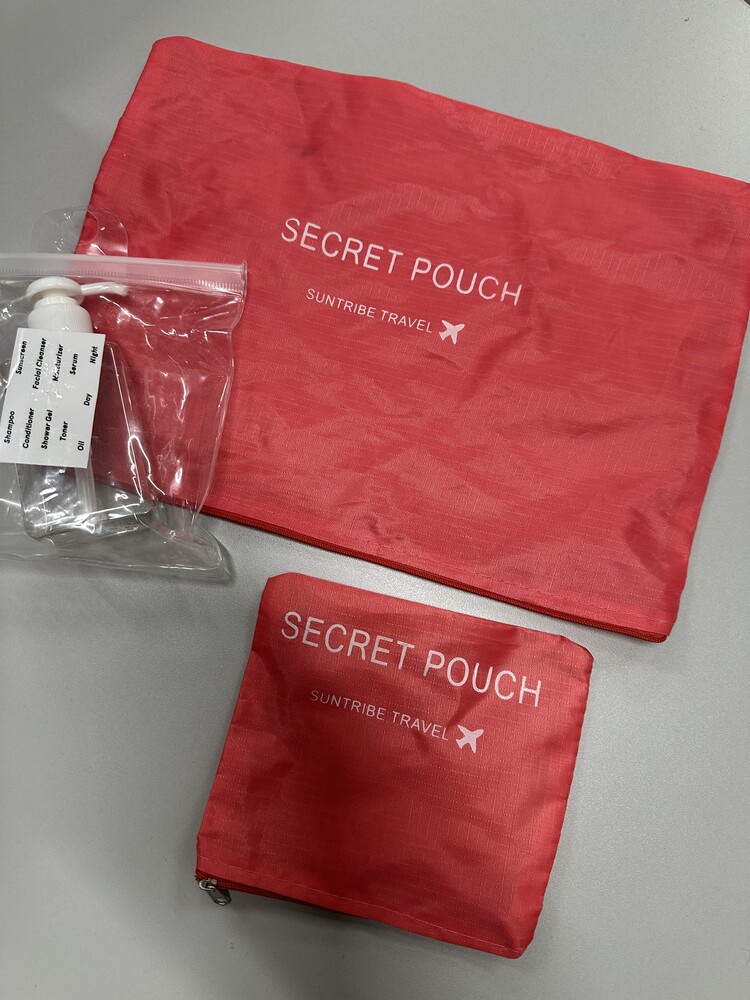 SECRET POUCH
SUNTRIBE TRAVEL
Shampoo Sunscreen
Conditioner Facial Cleanser
Shower Gel Moisturizer
Toner Serum
Oil Day Night
SECRET POUCH
SUNTRIBE TRAVEL